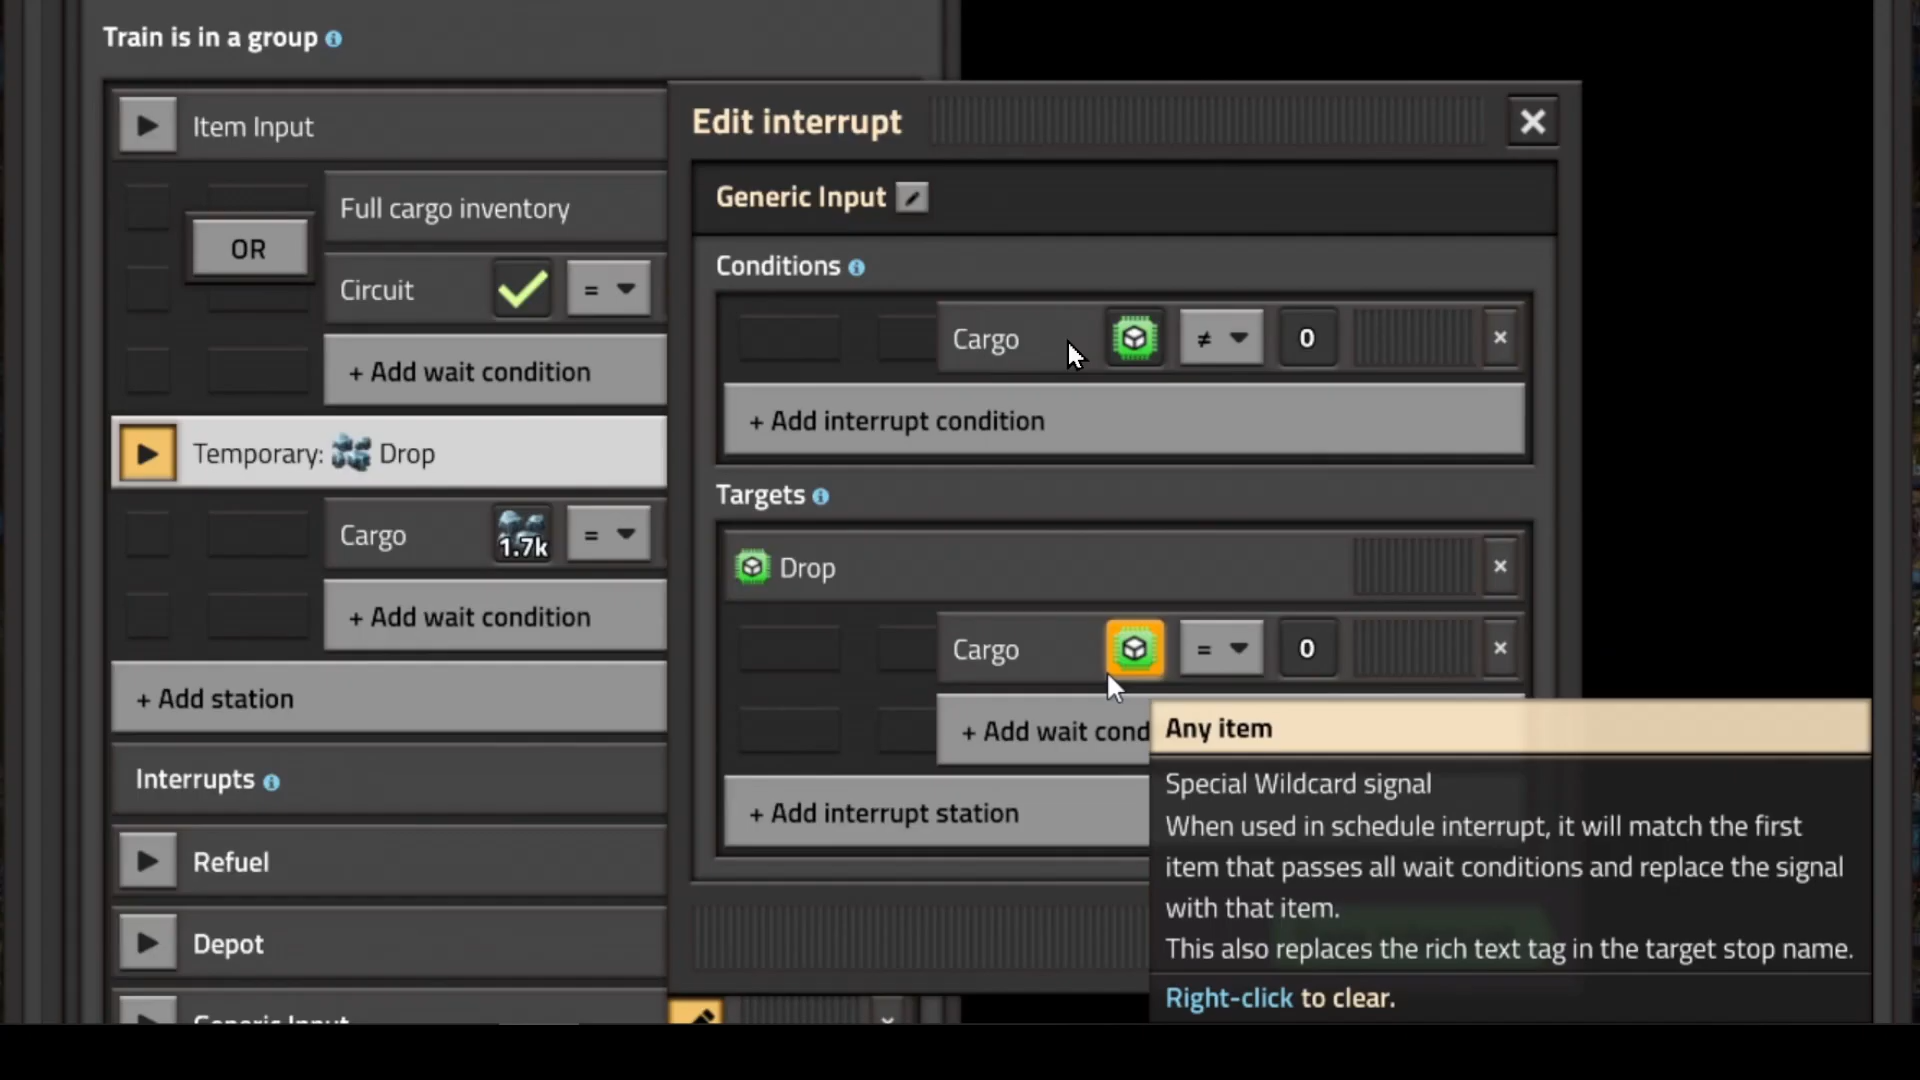 Train is in a group
Item Input
Full cargo inventory
OR
Circuit =
+ Add wait condition
Temporary: Drop
Cargo 1.7k =
+ Add wait condition
+ Add station
Interrupts
Refuel
Depot
Generic Input
Edit interrupt
Generic Input
Conditions
Cargo ≠ 0
+ Add interrupt condition
Targets
Drop
Cargo = 0
+ Add wait cond
+ Add interrupt station
Any item
Special Wildcard signal
When used in schedule interrupt, it will match the first
item that passes all wait conditions and replace the signal
with that item.
This also replaces the rich text tag in the target stop name.
Right-click to clear.